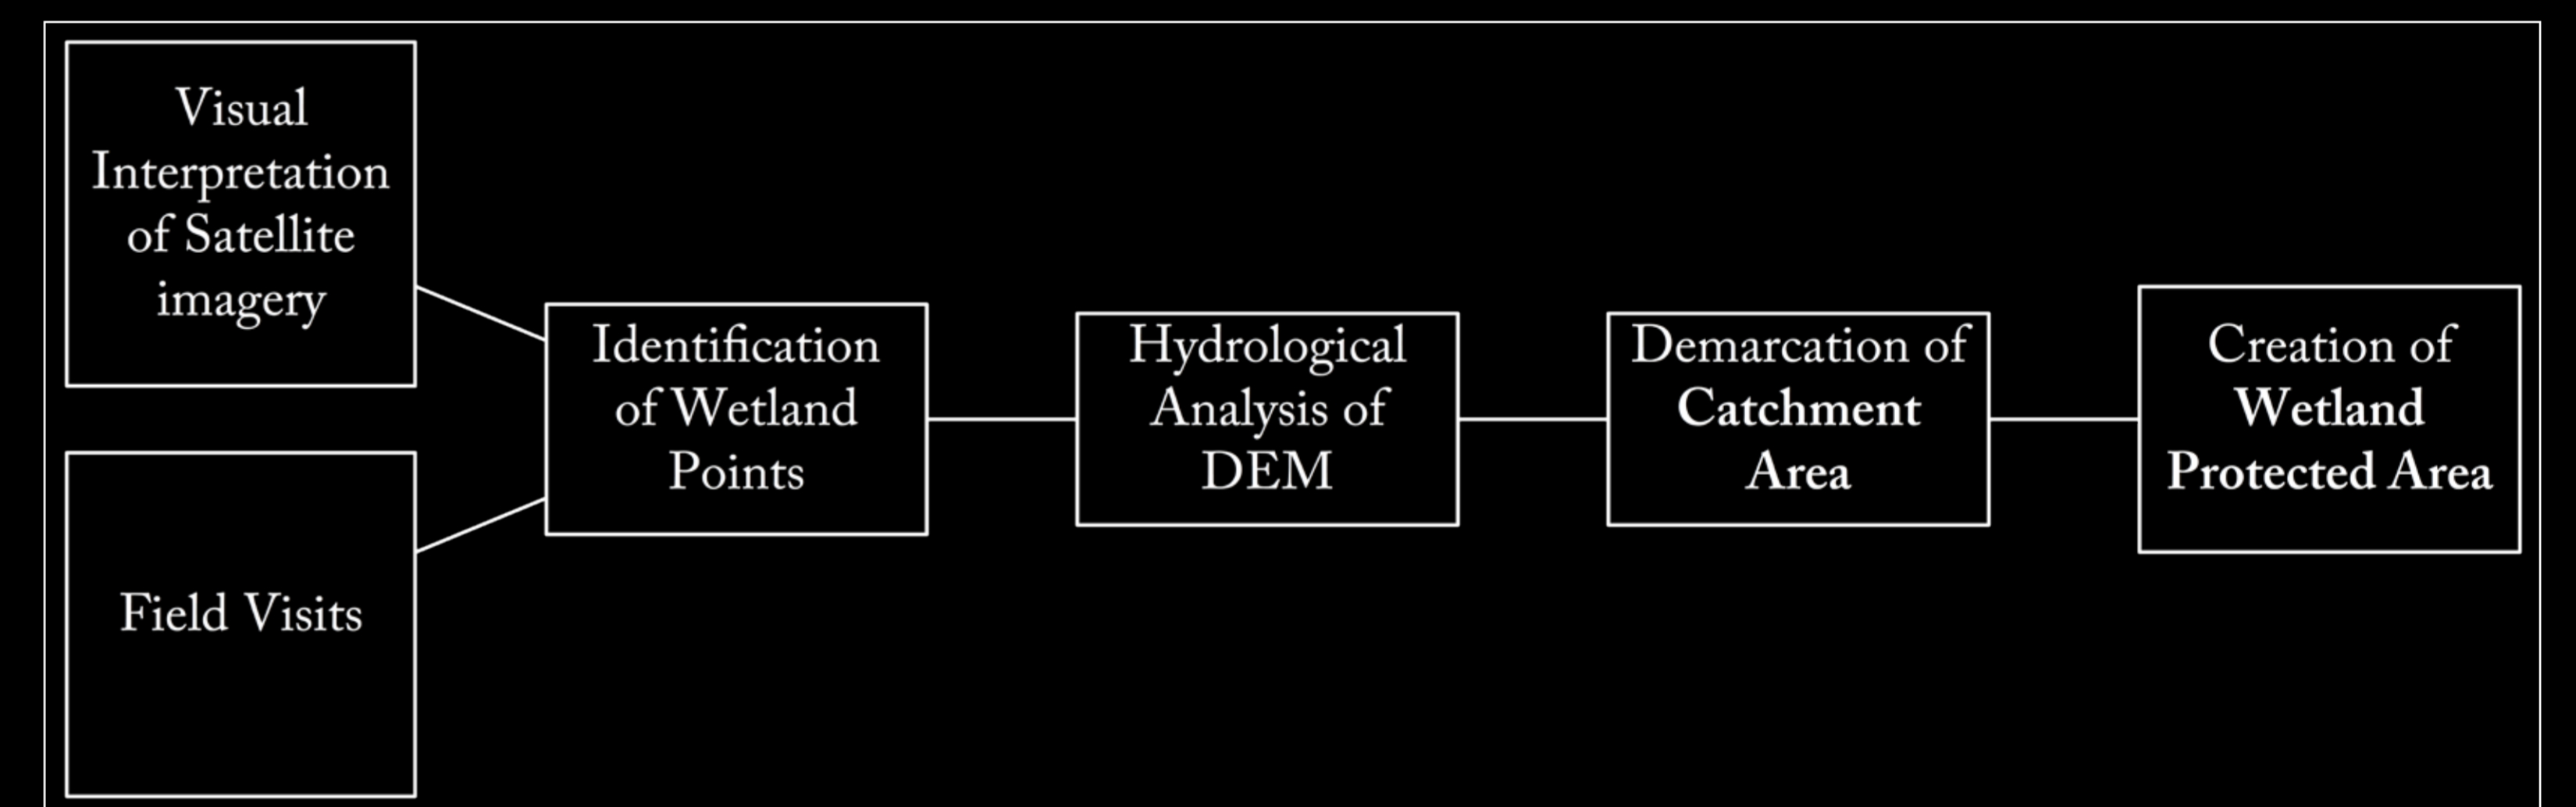 Visual
Interpretation
of Satellite
imagery
Field Visits
Identification
of Wetland
Points
Hydrological
Analysis of
DEM
Demarcation of
Catchment
Area
Creation of
Wetland
Protected Area